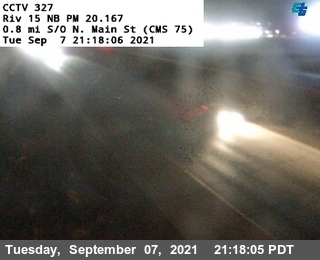 CCTV 327
Riv 15 NB PM 20.167
0.8 mi S/O N. Main St (CMS 75)
Tue Sep 7 21:18:06 2021
Tuesday, September 07, 2021 21:18:05 PDT